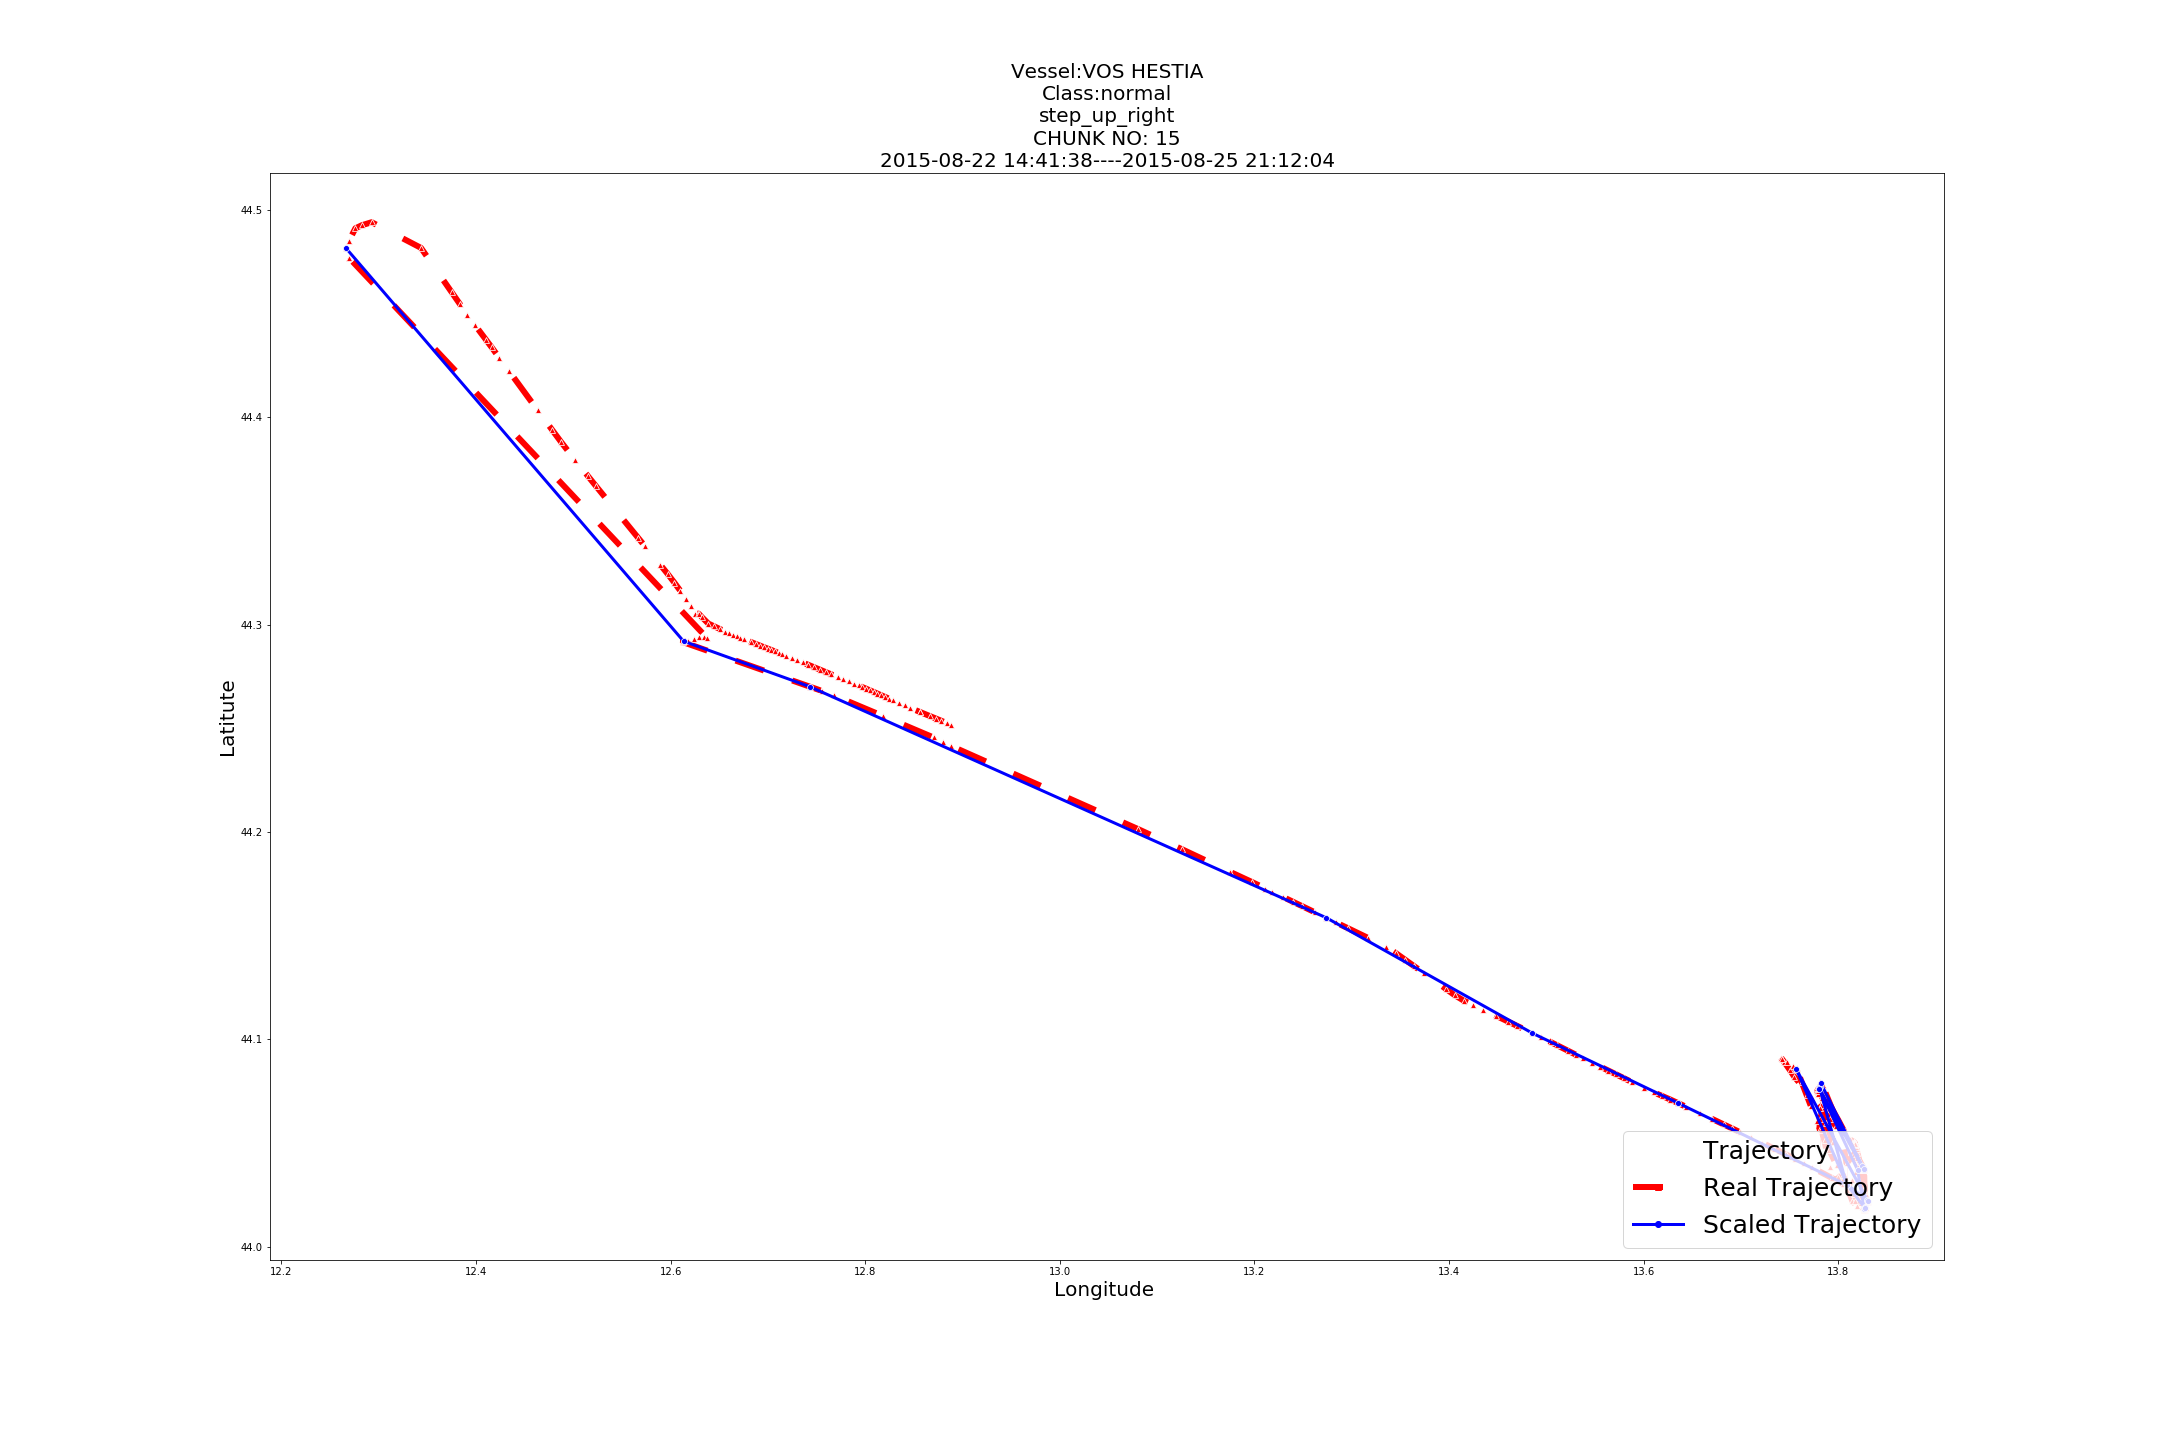 Vessel:VOS HESTIA
Class:normal
step_up_right
CHUNK NO: 15
2015-08-22 14:41:38----2015-08-25 21:12:04
44.5
44.4
44.3
44.2
44.1
44.0
Latitute
12.2 12.4 12.6 12.8 13.0 13.2 13.4 13.6 13.8
Longitude
Trajectory
Real Trajectory
Scaled Trajectory